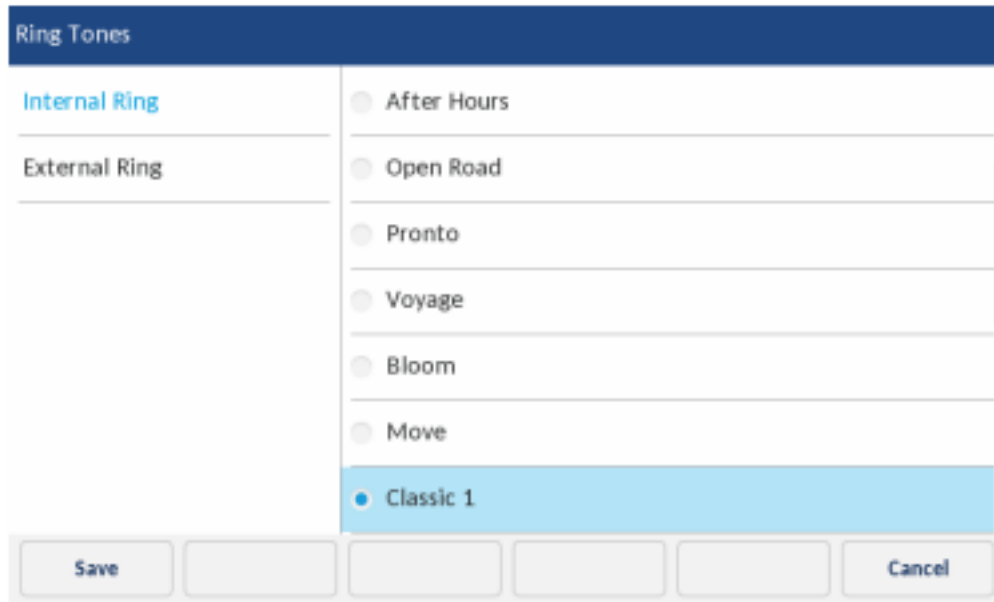 Ring Tones
Internal Ring
External Ring
After Hours
Open Road
Pronto
Voyage
Bloom
Move
Classic 1
Save
Cancel